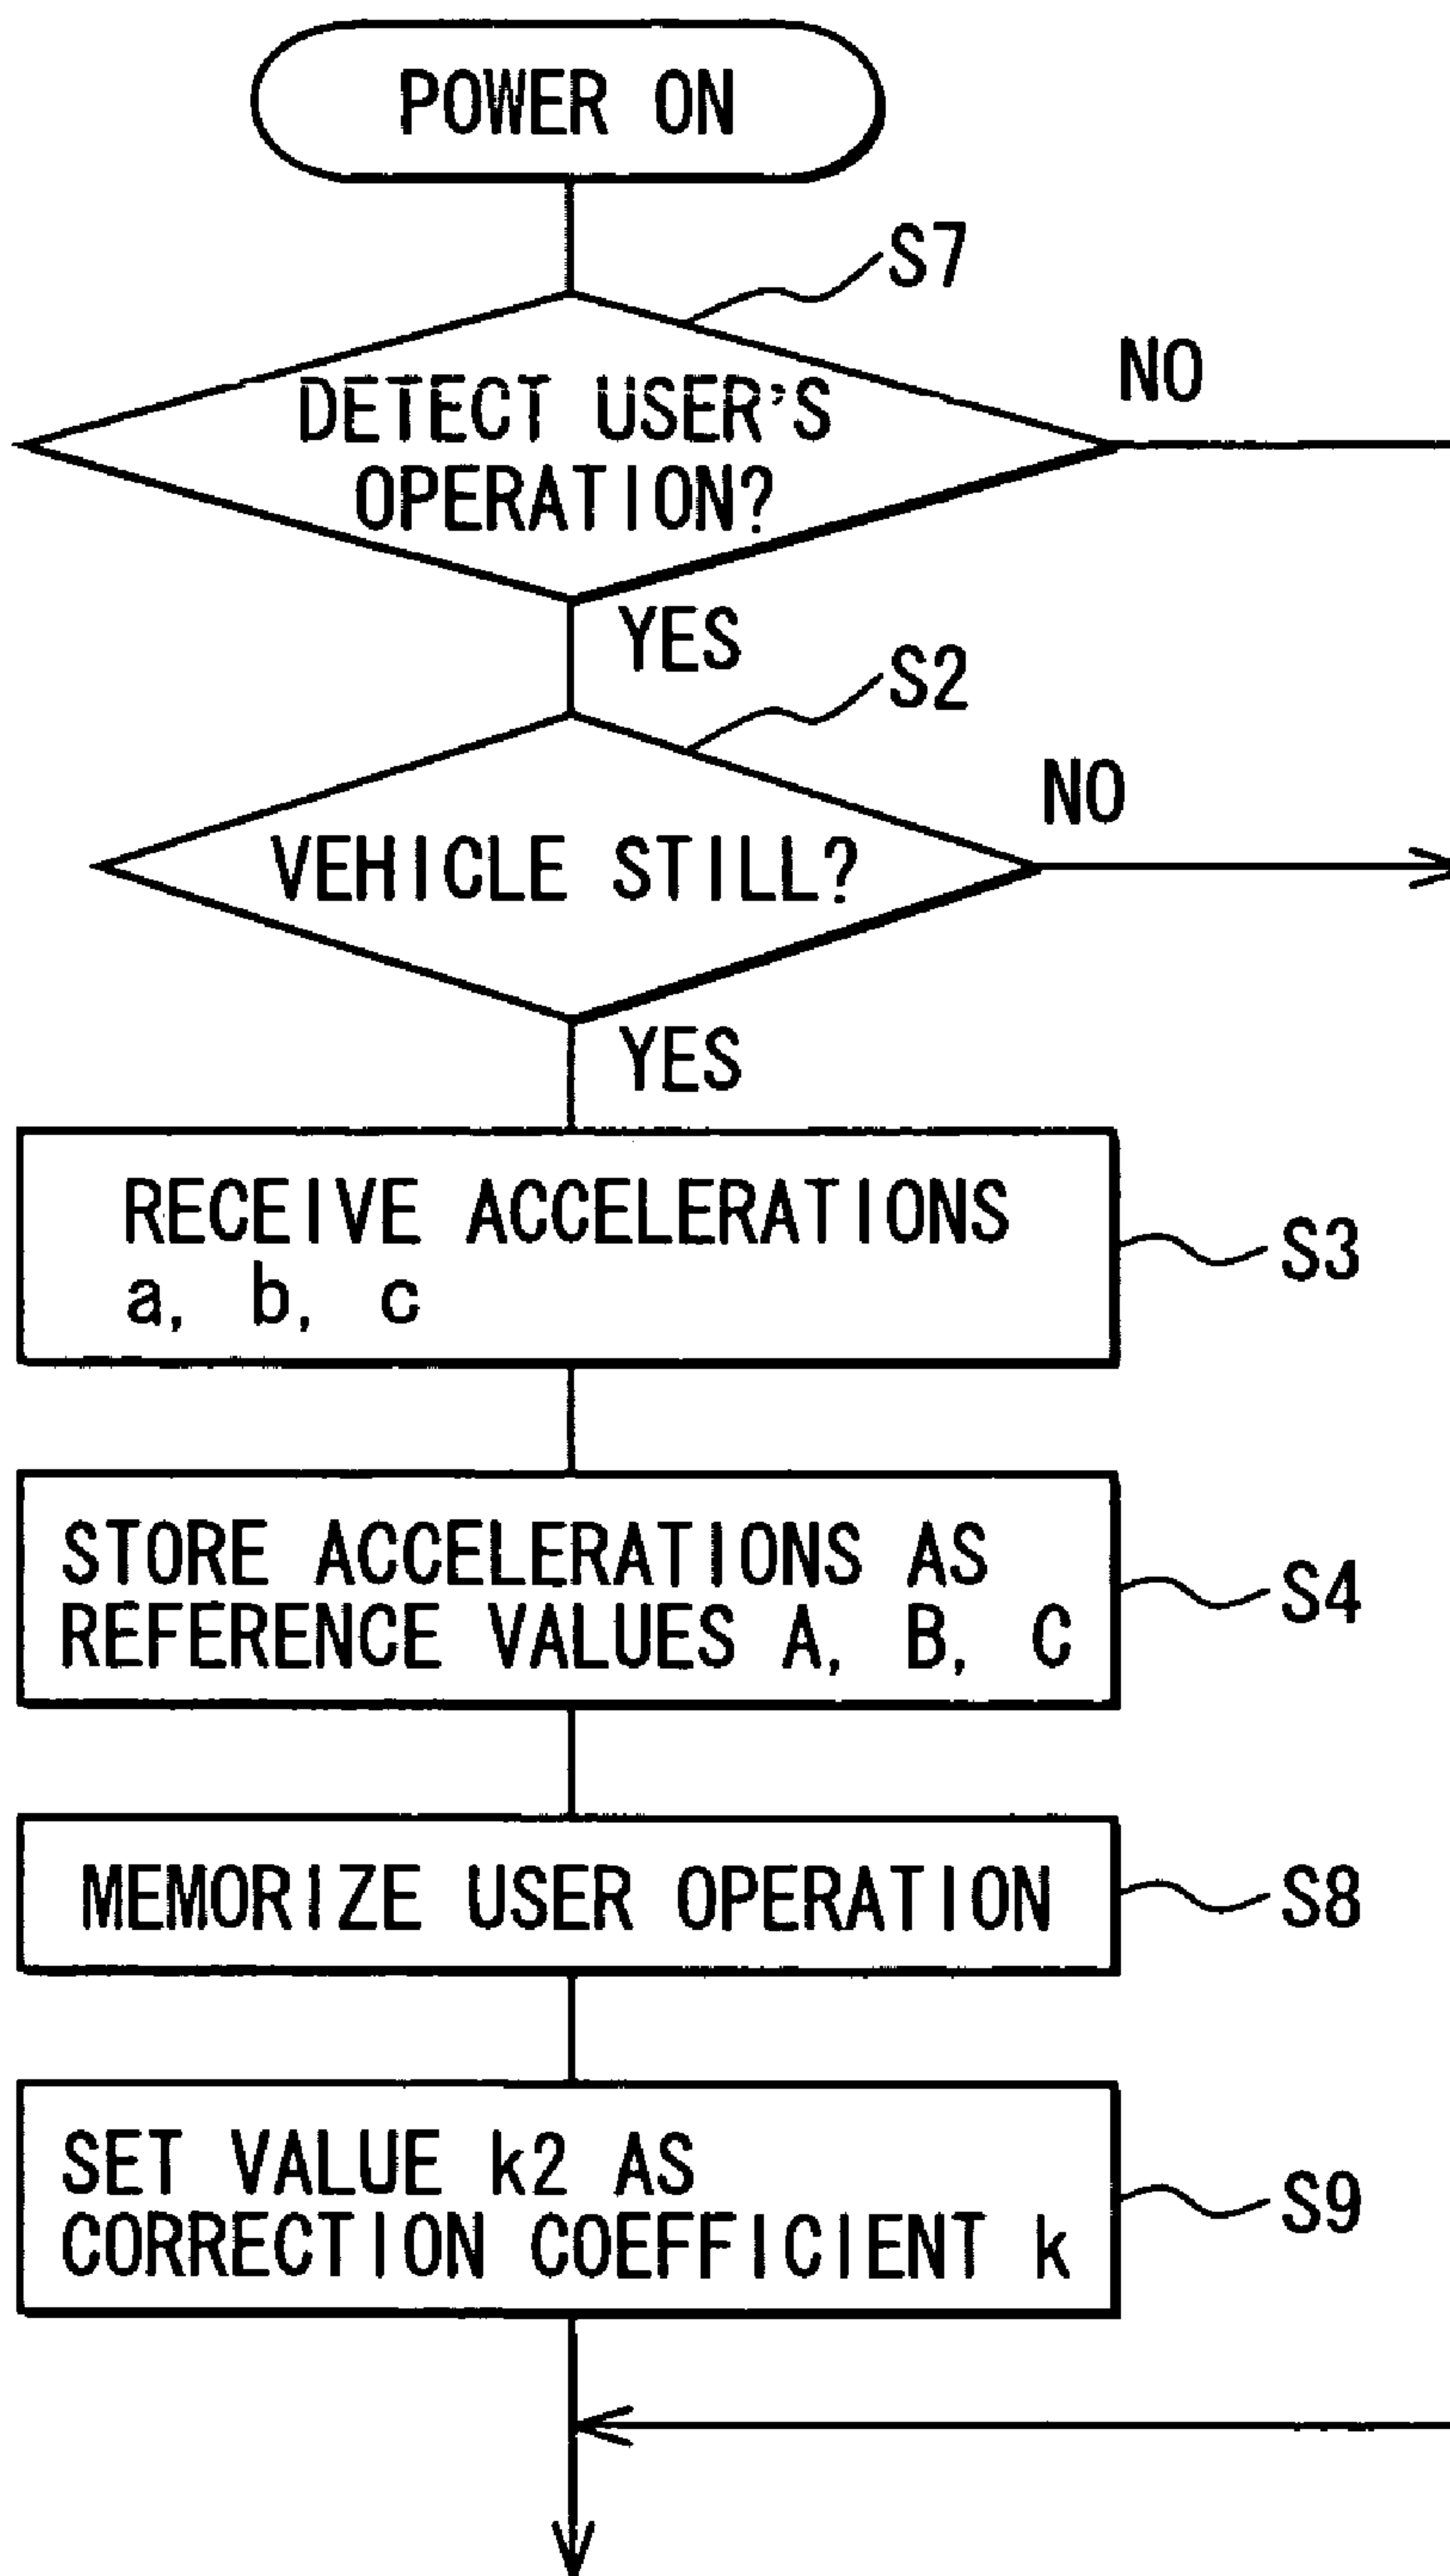 POWER ON
S7
NO
DETECT USER'S
OPERATION?
YES
S2
NO
VEHICLE STILL?
YES
RECEIVE ACCELERATIONS
a, b, c
S3
STORE ACCELERATIONS AS
REFERENCE VALUES A, B, C
S4
MEMORIZE USER OPERATION
S8
SET VALUE k2 AS
CORRECTION COEFFICIENT k
S9